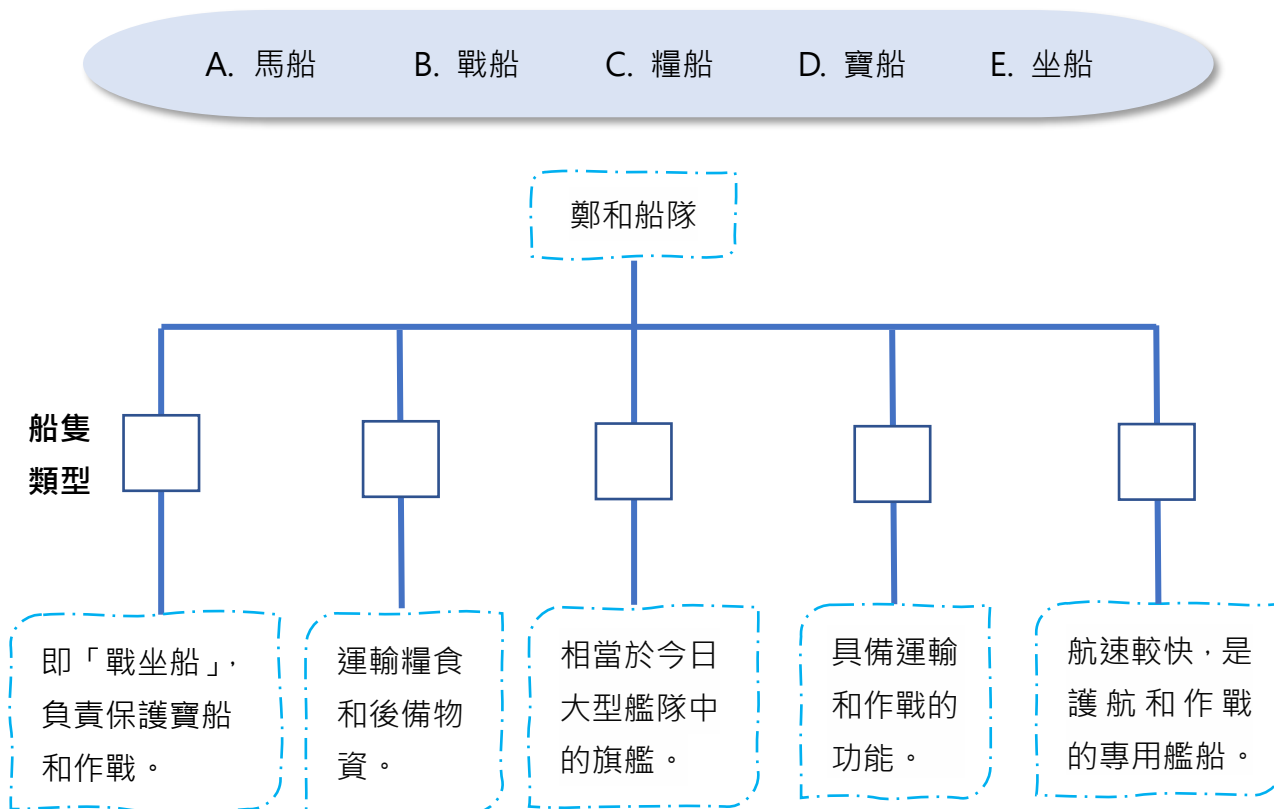 A. 馬船 B. 戰船 C. 糧船 D. 寶船 E. 坐船
鄭和船隊
船隻
類型
即「戰坐船」，
負責保護寶船
和作戰。
運輸糧食
和後備物
資。
相當於今日
大型艦隊中
的旗艦。
具備運輸
和作戰的
功能。
航速較快，是
護航和作戰
的專用艦船。